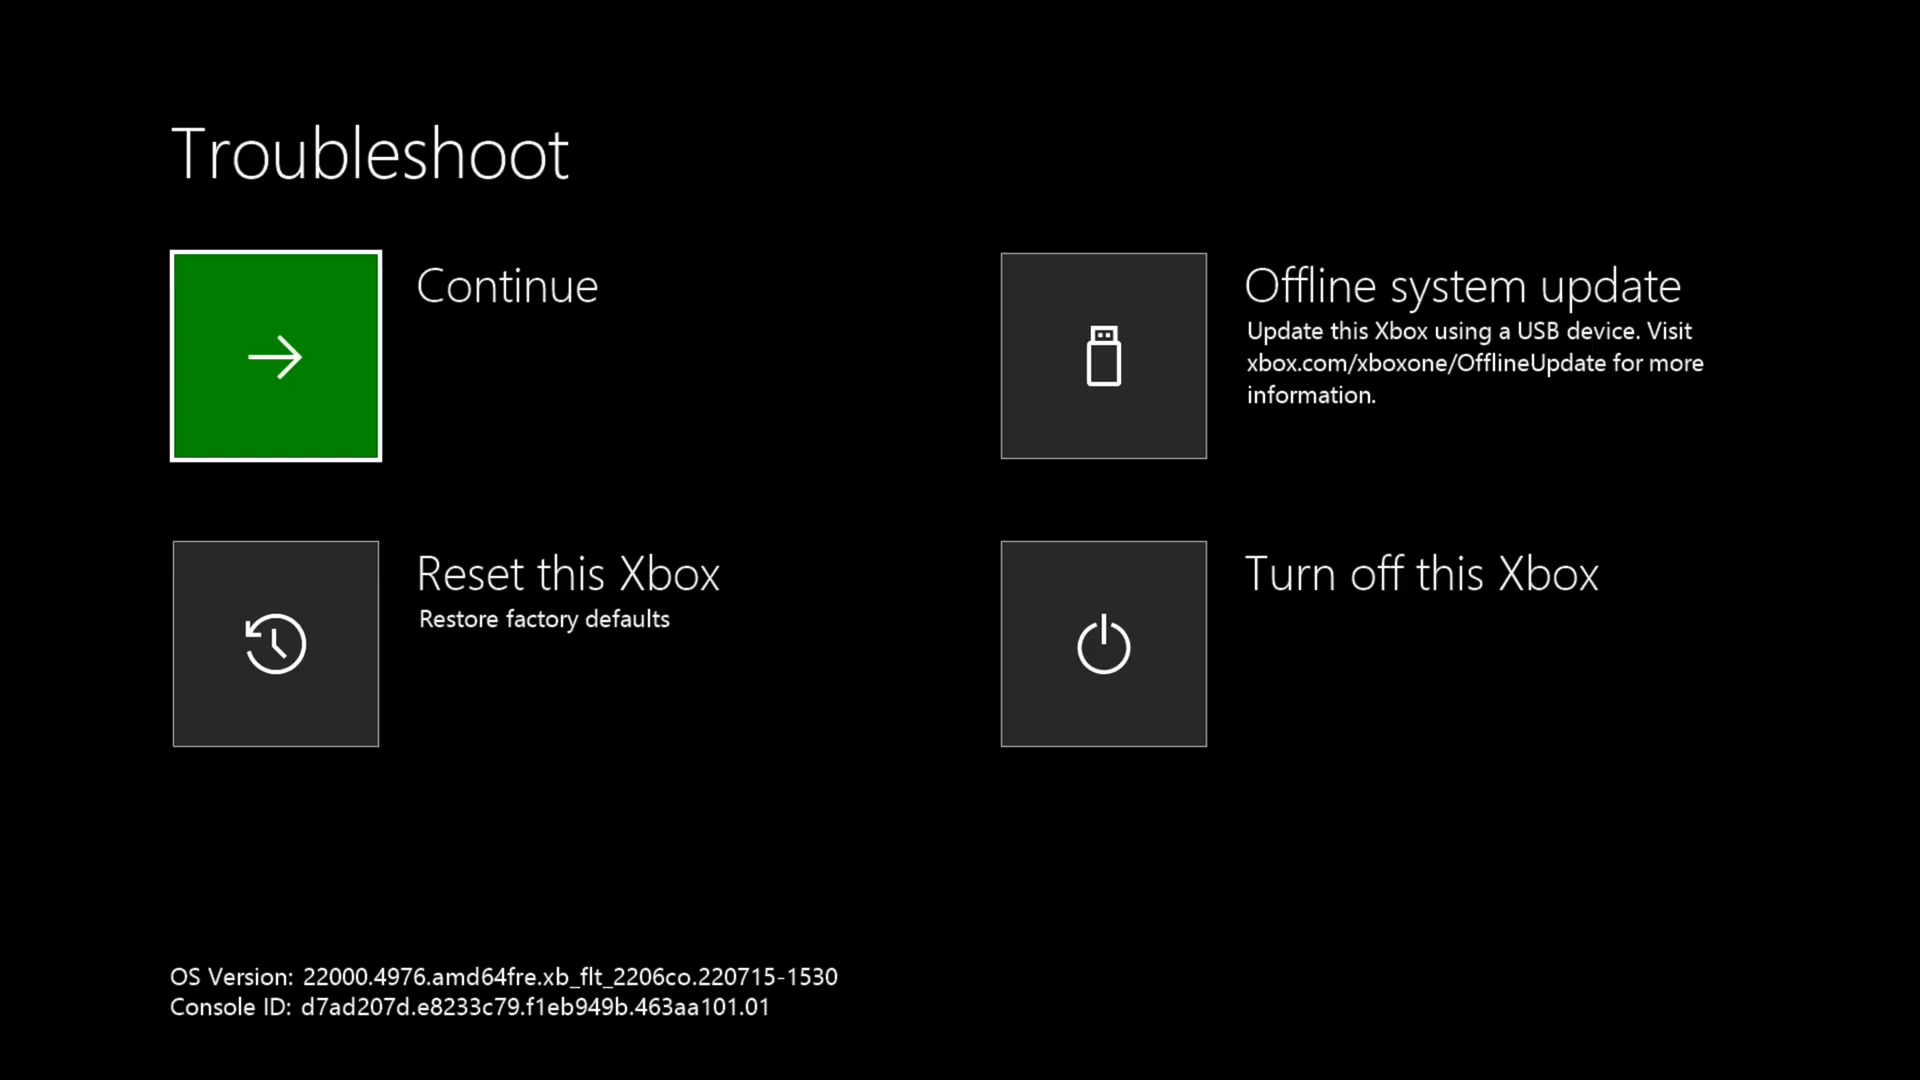 Troubleshoot
Continue
Offline system update
Update this Xbox using a USB device. Visit
xbox.com/xboxone/OfflineUpdate for more
information.
Reset this Xbox
Restore factory defaults
Turn off this Xbox
OS Version: 22000.4976.amd64fre.xb_flt_2206co.220715-1530
Console ID: d7ad207d.e8233c79.f1eb949b.463aa101.01